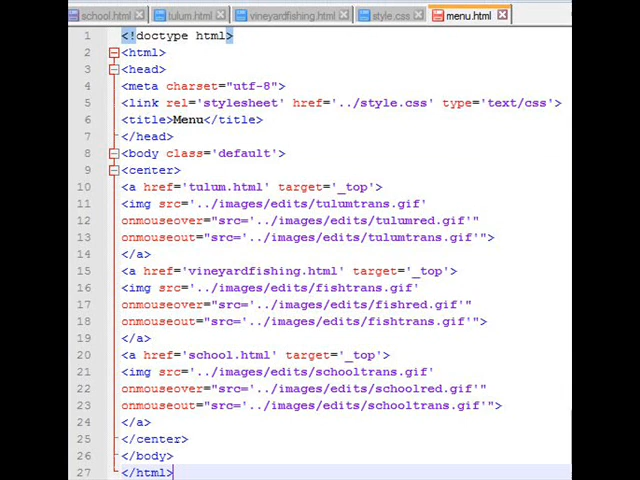 school.html tulum.html vineyardfishing.html style.css menu.html
1 <!doctype html>
2 <html>
3 <head>
4 <meta charset="utf-8">
5 <link rel='stylesheet' href='../style.css' type='text/css'>
6 <title>Menu</title>
7 </head>
8 <body class='default'>
9 <center>
10 <a href='tulum.html' target='_top'>
11 <img src='../images/edits/tulumtrans.gif'
12 onmouseover="src='../images/edits/tulumred.gif'"
13 onmouseout="src='../images/edits/tulumtrans.gif'">
14 </a>
15 <a href='vineyardfishing.html' target='_top'>
16 <img src='../images/edits/fishtrans.gif'
17 onmouseover="src='../images/edits/fishred.gif'"
18 onmouseout="src='../images/edits/fishtrans.gif'">
19 </a>
20 <a href='school.html' target='_top'>
21 <img src='../images/edits/schooltrans.gif'
22 onmouseover="src='../images/edits/schoolred.gif'"
23 onmouseout="src='../images/edits/schooltrans.gif'">
24 </a>
25 </center>
26 </body>
27 </html>